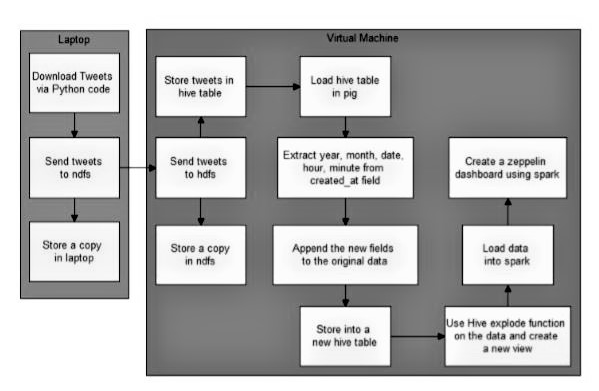 Laptop
Download Tweets
via Python code
Send tweets
to ndfs
Store a copy
in laptop
Virtual Machine
Store tweets in
hive table
Send tweets
to hdfs
Store a copy
in ndfs
Load hive table
in pig
Extract year, month, date,
hour, minute from
created_at field
Append the new fields
to the original data
Store into a
new hive table
Use Hive explode function
on the data and create
a new view
Load data
into spark
Create a zeppelin
dashboard using spark